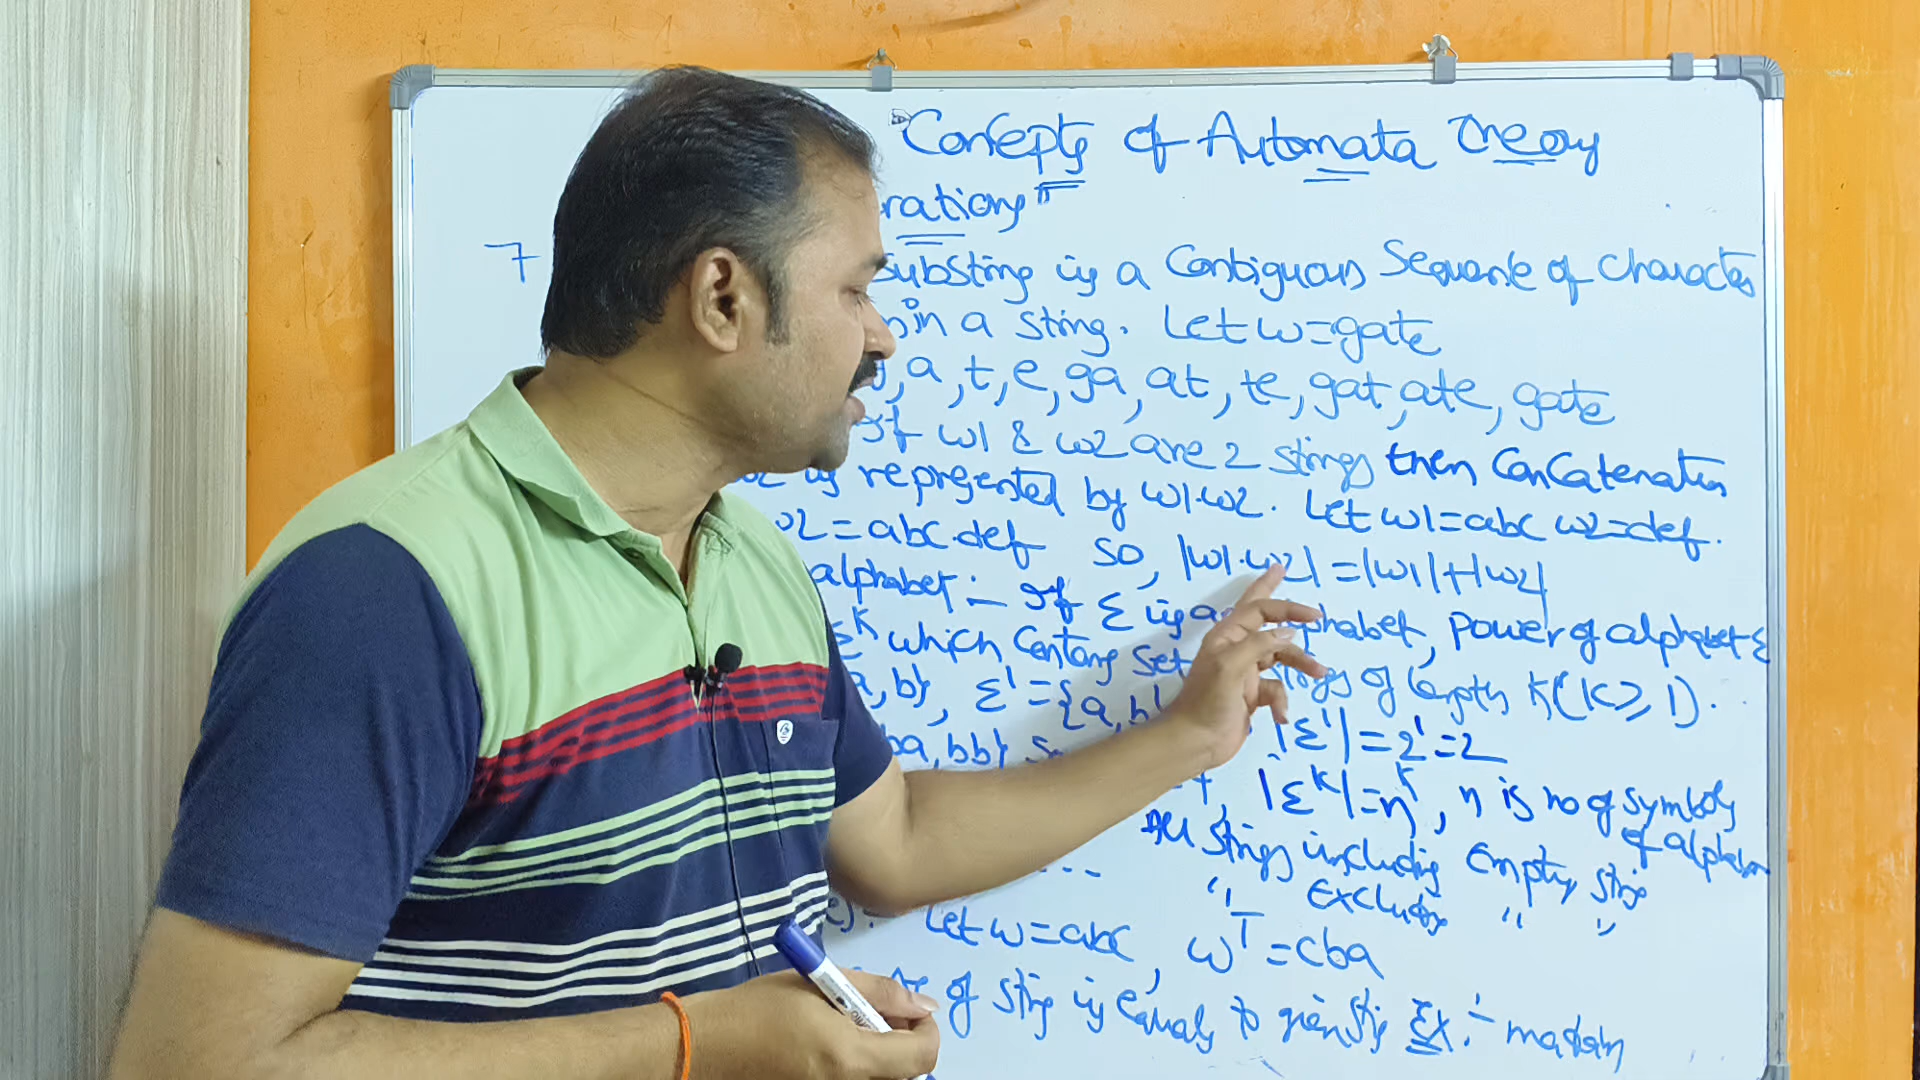 Concepts of Automata Theory
rations"
7
substring is a Contiguous Sequence of characters
in a string. Let w=gate
, a, t, e, ga, at, te, gat, ate, gate
If w1 & w2 are 2 strings then Concatenation
w2 is represented by w1.w2. Let w1=abc w2=def.
w2=abc.def so, |w1.w2|=|w1|+|w2|
alphabet :- If Σ is an alphabet, Power of alphabet Σ
Σᴷ which Contains set strings of length K(K≥1).
a,b}, Σ¹={a,b
ba,bb} |Σ¹|=2¹=2
|Σᴷ|=nᴷ, n is no of symbols
of alphabet
All strings including empty string
---
" Excluding " "
Let w=abc, wᵀ=cba
of string is equals to given string Ex:- madam